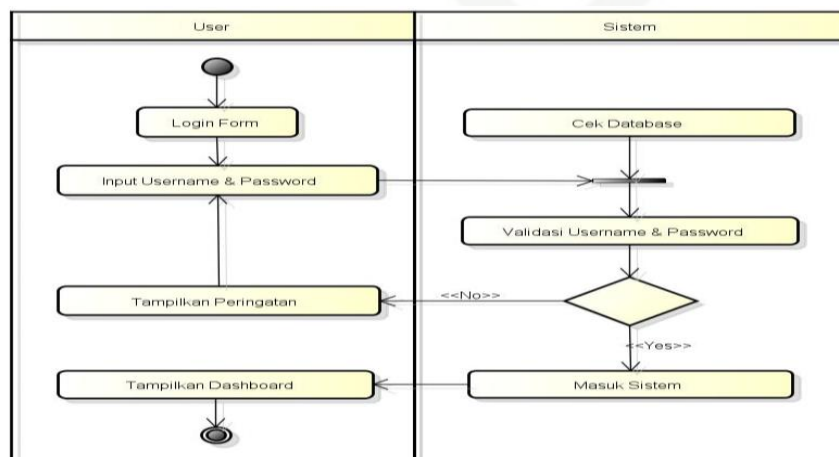 User
Sistem
Login Form
Cek Database
Input Username & Password
Validasi Username & Password
Tampilkan Peringatan
<<No>>
<<Yes>>
Tampilkan Dashboard
Masuk Sistem